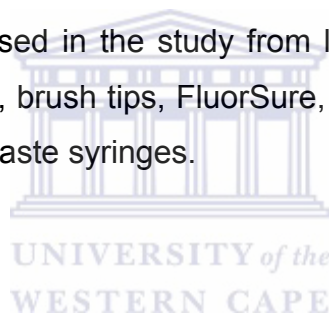 sed in the study from l
, brush tips, FluorSure,
aste syringes.
UNIVERSITY of the
WESTERN CAPE